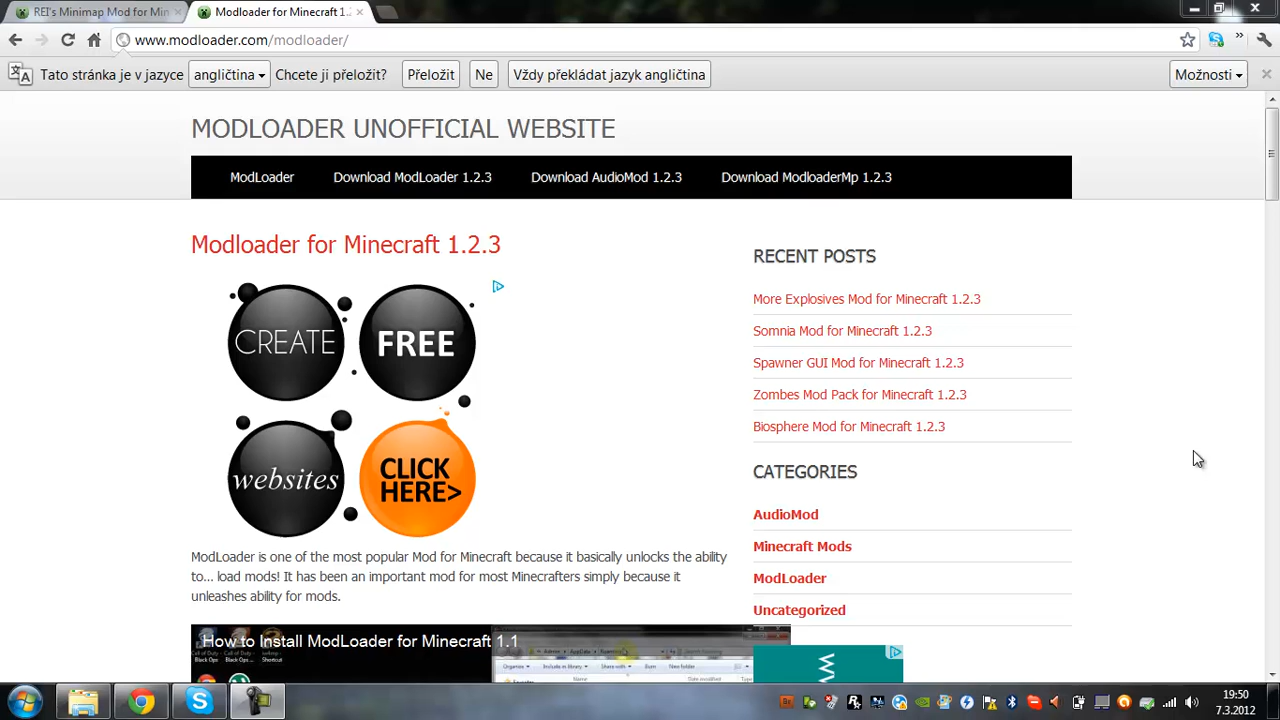 REI's Minimap Mod for Min
Modloader for Minecraft 1.2
www.modloader.com/modloader/
Tato stránka je v jazyce angličtina Chcete ji přeložit? Přeložit Ne Vždy překládat jazyk angličtina Možnosti
MODLOADER UNOFFICIAL WEBSITE
ModLoader Download ModLoader 1.2.3 Download AudioMod 1.2.3 Download ModloaderMp 1.2.3
Modloader for Minecraft 1.2.3
CREATE FREE
websites CLICK HERE>
ModLoader is one of the most popular Mod for Minecraft because it basically unlocks the ability
to... load mods! It has been an important mod for most Minecrafters simply because it
unleashes ability for mods.
How to Install ModLoader for Minecraft 1.1
RECENT POSTS
More Explosives Mod for Minecraft 1.2.3
Somnia Mod for Minecraft 1.2.3
Spawner GUI Mod for Minecraft 1.2.3
Zombes Mod Pack for Minecraft 1.2.3
Biosphere Mod for Minecraft 1.2.3
CATEGORIES
AudioMod
Minecraft Mods
ModLoader
Uncategorized
19:50
7.3.2012